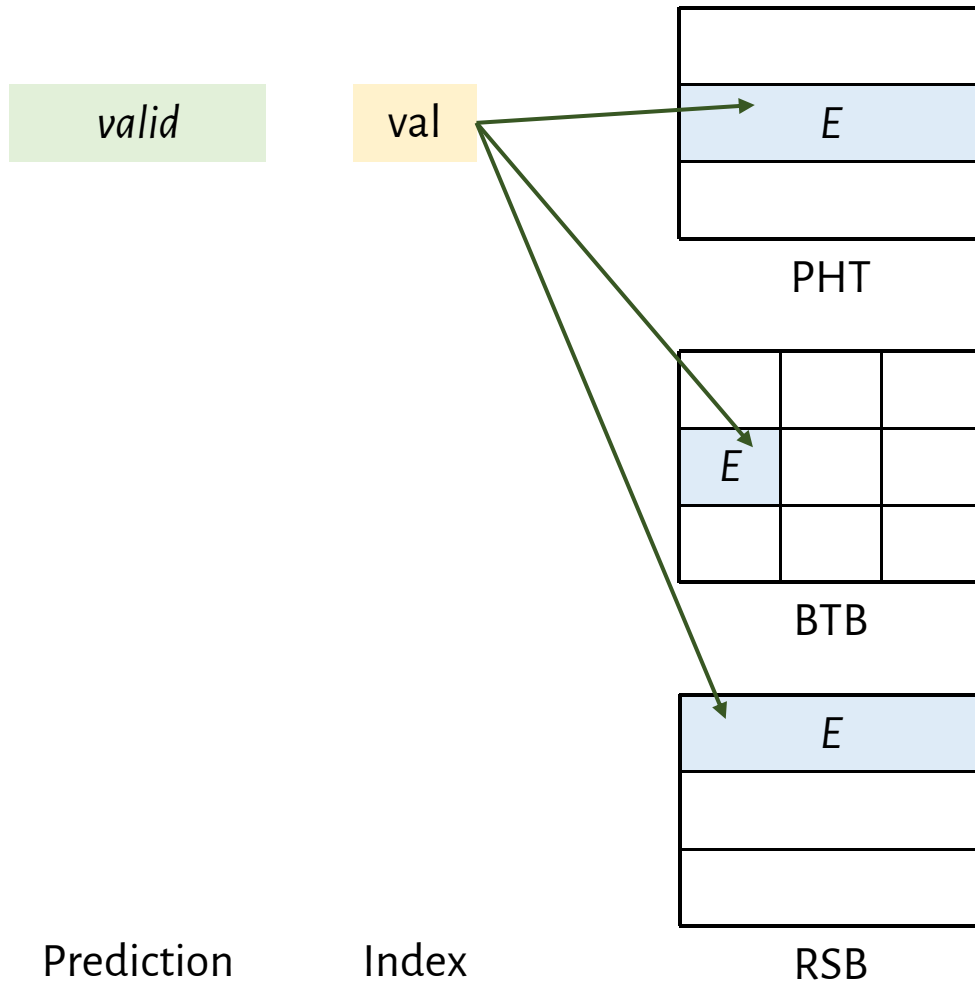 valid
val
E
PHT
E
BTB
E
Prediction
Index
RSB